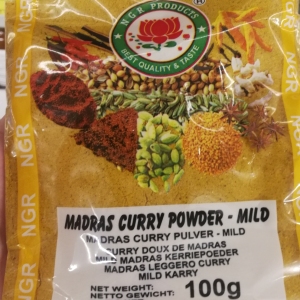 NGR PRODUCTS
®
BEST QUALITY & TASTE
NGR
NGR
NGR
NGR
MADRAS CURRY POWDER - MILD
MADRAS CURRY PULVER - MILD
CURRY DOUX DE MADRAS
MILD MADRAS KERRIEPOEDER
MADRAS LEGGERO CURRY
MILD KARRY
NET WEIGHT:
NETTO GEWICHT: 100g